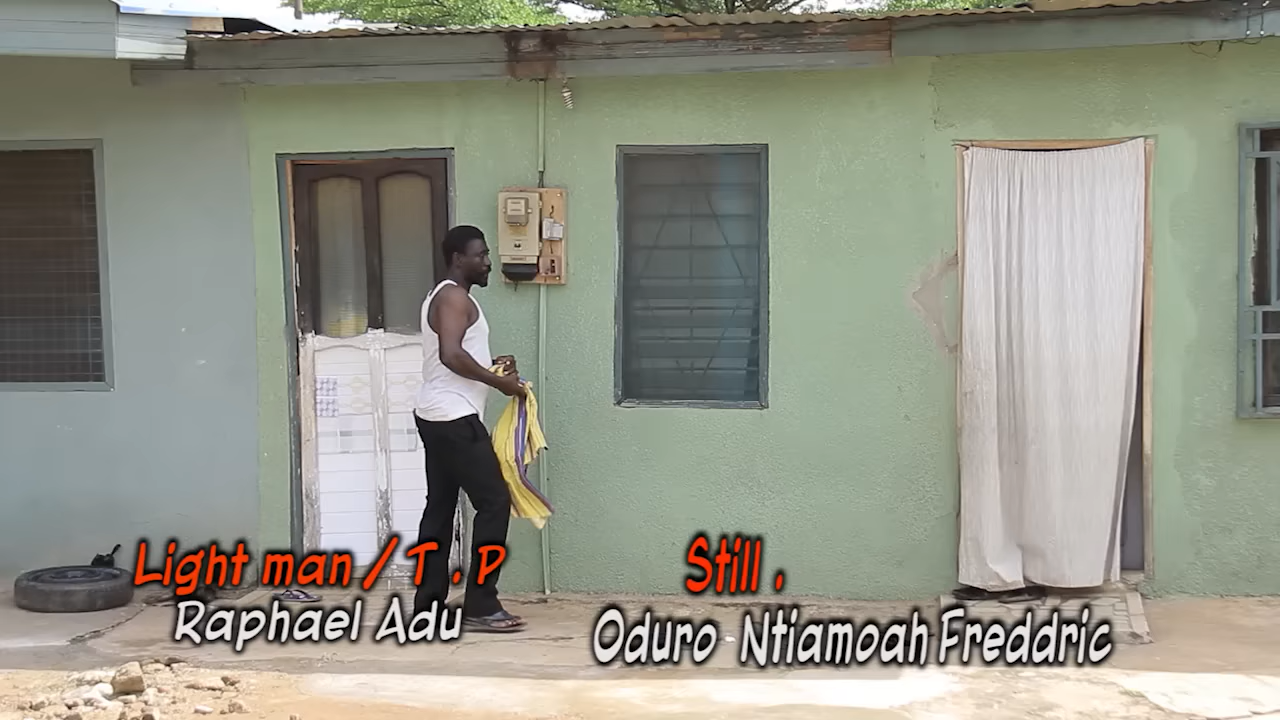 Light man / T . P
Raphael Adu
Still .
Oduro Ntiamoah Freddric